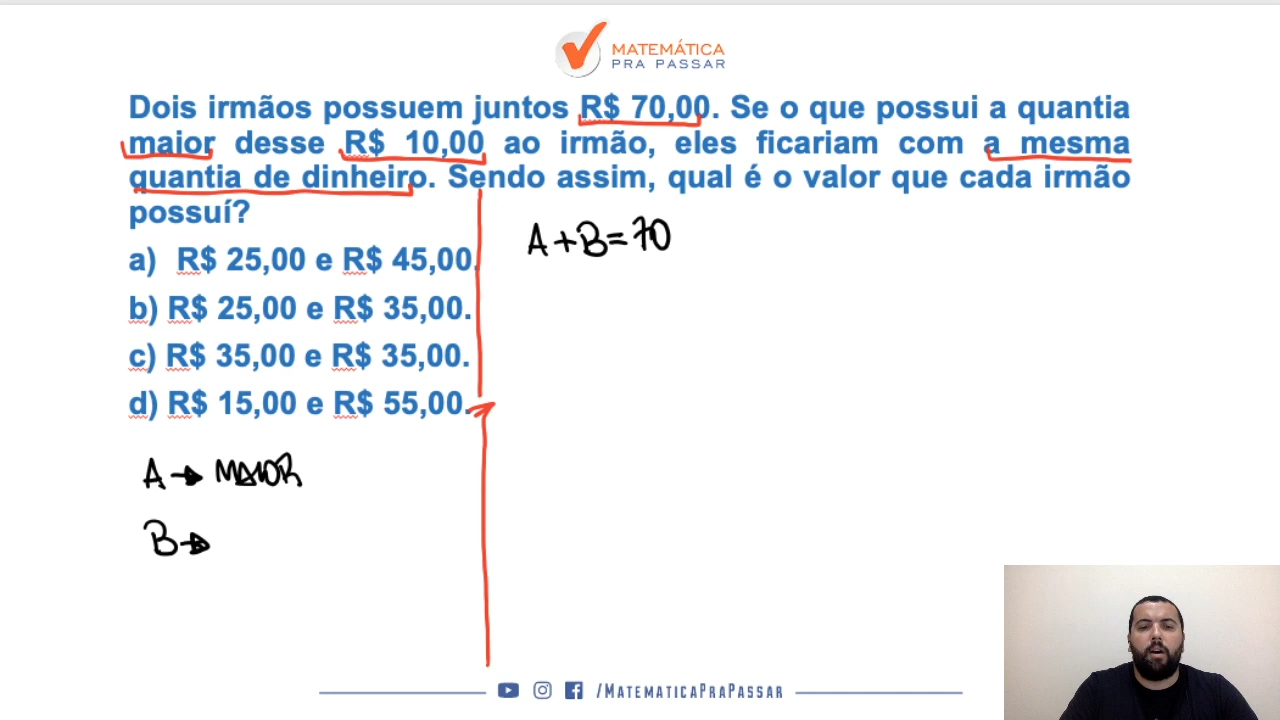 MATEMÁTICA
PRA PASSAR
Dois irmãos possuem juntos R$ 70,00. Se o que possui a quantia
maior desse R$ 10,00 ao irmão, eles ficariam com a mesma
quantia de dinheiro. Sendo assim, qual é o valor que cada irmão
possuí?
a) R$ 25,00 e R$ 45,00.
b) R$ 25,00 e R$ 35,00.
c) R$ 35,00 e R$ 35,00.
d) R$ 15,00 e R$ 55,00.
A+B=70
A → MAIOR
B →
/MATEMATICAPRAPASSAR